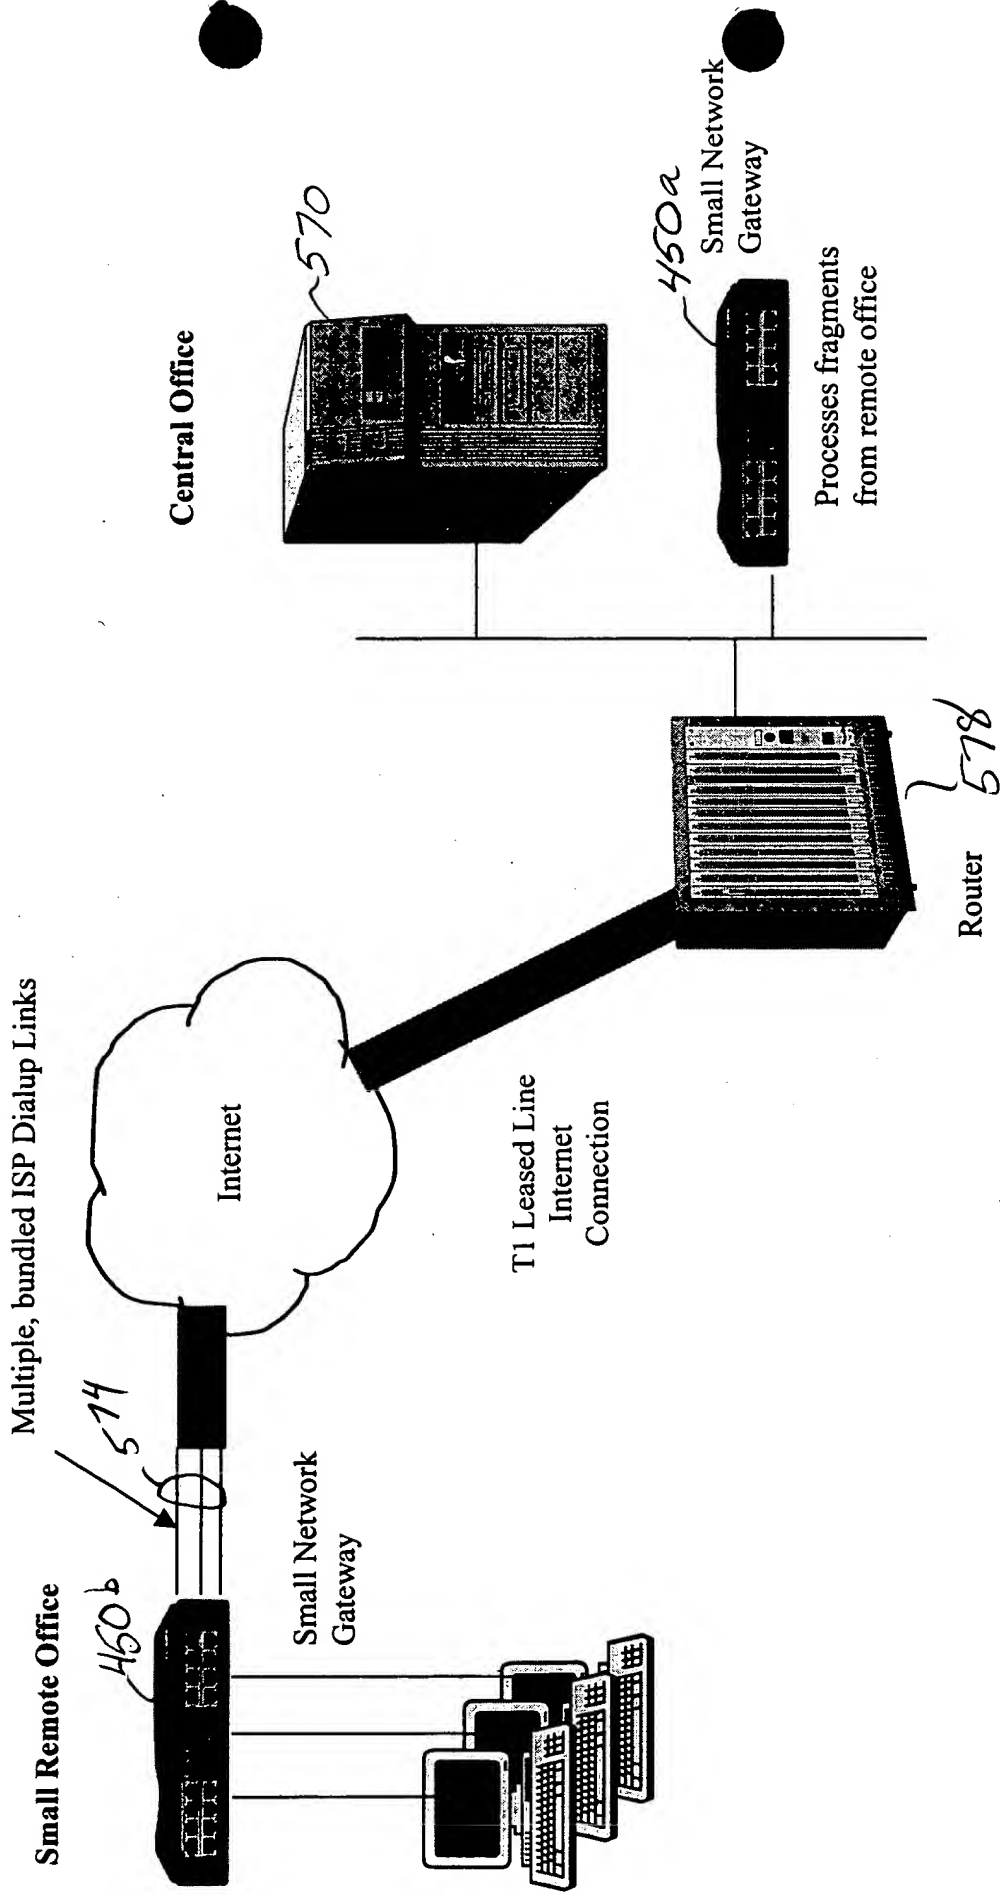 Multiple, bundled ISP Dialup Links
Small Remote Office
Central Office
450b
574
570
Internet
450a
Small Network
Gateway
Small Network
Gateway
T1 Leased Line
Internet
Connection
Processes fragments
from remote office
Router
578